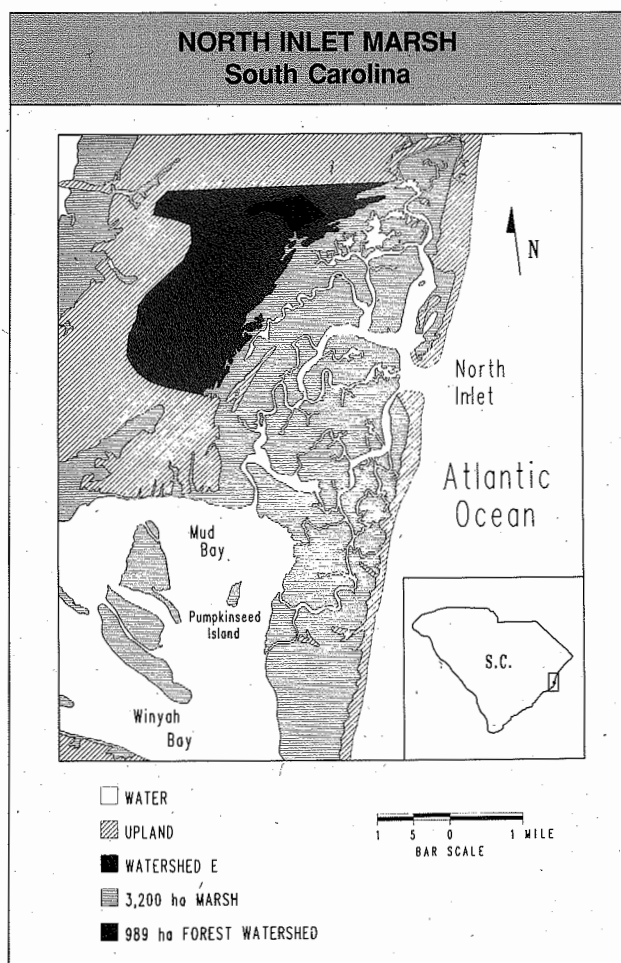 NORTH INLET MARSH
South Carolina
N
North
Inlet
Atlantic
Ocean
Mud
Bay
Pumpkinseed
Island
S.C.
Winyah
Bay
WATER
UPLAND
WATERSHED E
3,200 ha MARSH
989 ha FOREST WATERSHED
1 5 0 1 MILE
BAR SCALE